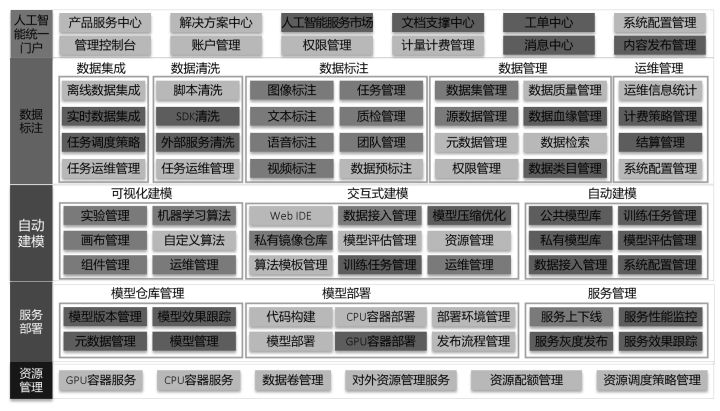 人工智
能统一
门户
产品服务中心 解决方案中心 人工智能服务市场 文档支撑中心 工单中心 系统配置管理
管理控制台 账户管理 权限管理 计量计费管理 消息中心 内容发布管理
数据
标注
数据集成 数据清洗 数据标注 数据管理 运维管理
离线数据集成 脚本清洗 图像标注 任务管理 数据集管理 数据质量管理 运维信息统计
实时数据集成 SDK清洗 文本标注 质检管理 源数据管理 数据血缘管理 计费策略管理
任务调度策略 外部服务清洗 语音标注 团队管理 元数据管理 数据检索 结算管理
任务运维管理 任务运维管理 视频标注 数据预标注 权限管理 数据类目管理 系统配置管理
自动
建模
可视化建模 交互式建模 自动建模
实验管理 机器学习算法 Web IDE 数据接入管理 模型压缩优化 公共模型库 训练任务管理
画布管理 自定义算法 私有镜像仓库 模型评估管理 资源管理 私有模型库 模型评估管理
组件管理 运维管理 算法模板管理 训练任务管理 运维管理 数据接入管理 系统配置管理
服务
部署
模型仓库管理 模型部署 服务管理
模型版本管理 模型效果跟踪 代码构建 CPU容器部署 部署环境管理 服务上下线 服务性能监控
元数据管理 模型管理 模型部署 GPU容器部署 发布流程管理 服务灰度发布 服务效果跟踪
资源
管理
GPU容器服务 CPU容器服务 数据卷管理 对外资源管理服务 资源配额管理 资源调度策略管理